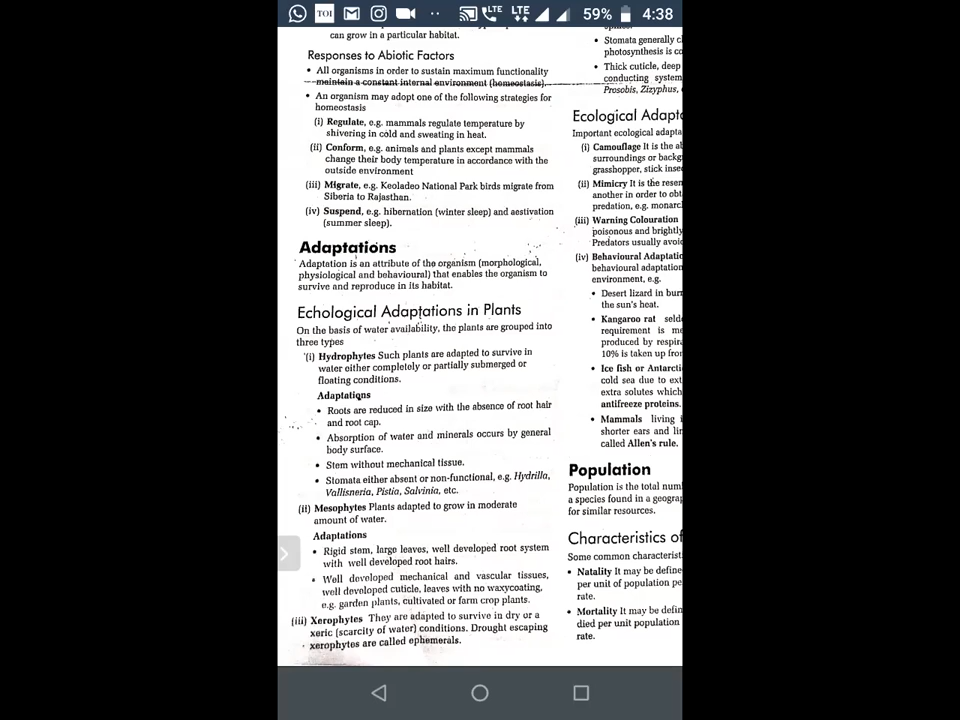 TOI
LTE
LTE
59%
4:38
can grow in a particular habitat.
Responses to Abiotic Factors
• All organisms in order to sustain maximum functionality
maintain a constant internal environment (homeostasis).
• An organism may adopt one of the following strategies for
homeostasis
(i) Regulate, e.g. mammals regulate temperature by
shivering in cold and sweating in heat.
(ii) Conform, e.g. animals and plants except mammals
change their body temperature in accordance with the
outside environment
(iii) Migrate, e.g. Keoladeo National Park birds migrate from
Siberia to Rajasthan.
(iv) Suspend, e.g. hibernation (winter sleep) and aestivation
(summer sleep).
Adaptations
Adaptation is an attribute of the organism (morphological,
physiological and behavioural) that enables the organism to
survive and reproduce in its habitat.
Echological Adaptations in Plants
On the basis of water availability, the plants are grouped into
three types
(i) Hydrophytes Such plants are adapted to survive in
water either completely or partially submerged or
floating conditions.
Adaptations
• Roots are reduced in size with the absence of root hair
and root cap.
• Absorption of water and minerals occurs by general
body surface.
• Stem without mechanical tissue.
• Stomata either absent or non-functional, e.g. Hydrilla,
Vallisneria, Pistia, Salvinia, etc.
(ii) Mesophytes Plants adapted to grow in moderate
amount of water.
Adaptations
• Rigid stem, large leaves, well developed root system
with well developed root hairs.
• Well developed mechanical and vascular tissues,
well developed cuticle, leaves with no waxycoating,
e.g. garden plants, cultivated or farm crop plants.
(iii) Xerophytes They are adapted to survive in dry or a
xeric (scarcity of water) conditions. Drought escaping
xerophytes are called ephemerals.
• Stomata generally cl
photosynthesis is co
• Thick cuticle, deep
conducting system
Prosobis, Zizyphus,
Ecological Adapta
Important ecological adapta
(i) Camouflage It is the ab
surroundings or backg
grasshopper, stick inse
(ii) Mimicry It is the resen
another in order to obt
predation, e.g. monarc
(iii) Warning Colouration
poisonous and brightly
Predators usually avoi
(iv) Behavioural Adaptatio
behavioural adaptation
environment, e.g.
• Desert lizard in burr
the sun's heat.
• Kangaroo rat seld
requirement is me
produced by respira
10% is taken up from
• Ice fish or Antarcti
cold sea due to ext
extra solutes which
antifreeze proteins.
• Mammals living i
shorter ears and lin
called Allen's rule.
Population
Population is the total num
a species found in a geograp
for similar resources.
Characteristics of
Some common characterist
• Natality It may be define
per unit of population pe
rate.
• Mortality It may be defin
died per unit population
rate.